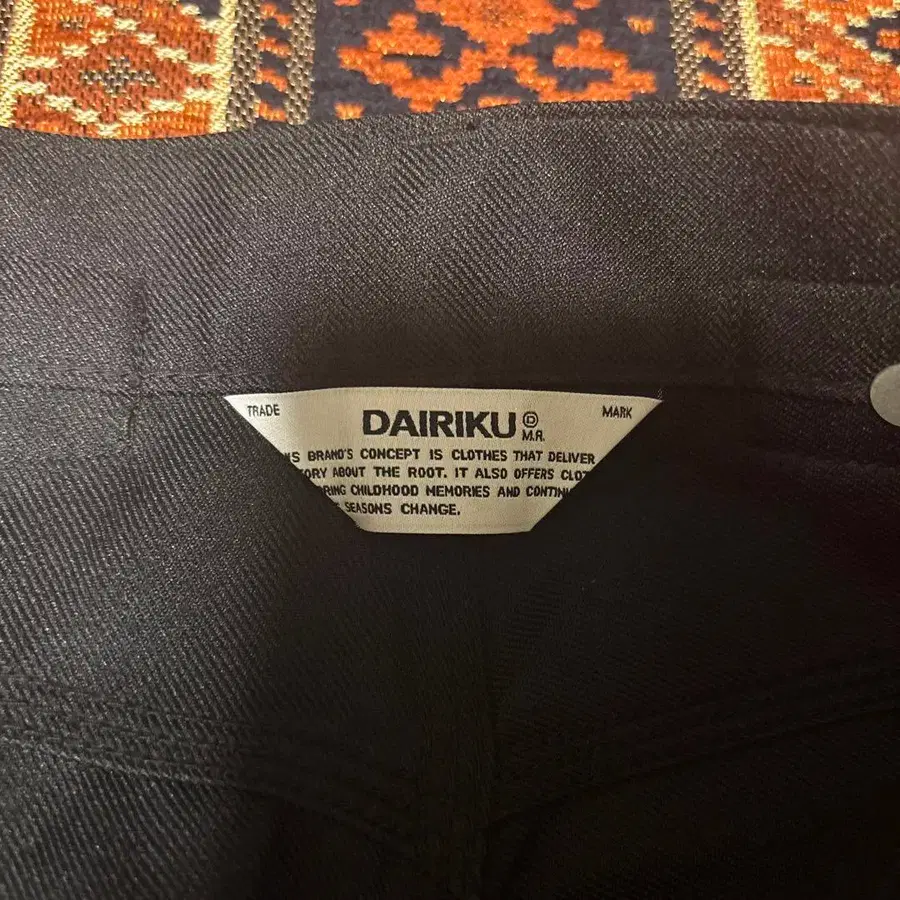 TRADE DAIRIKU Ⓓ MARK
M.R.
BRAND'S CONCEPT IS CLOTHES THAT DELIVER
ABOUT THE ROOT. IT ALSO OFFERS
CHILDHOOD MEMORIES AND
SEASONS CHANGE.